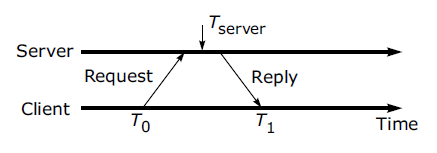 T_server
Server
Request Reply
Client
T_0 T_1 Time